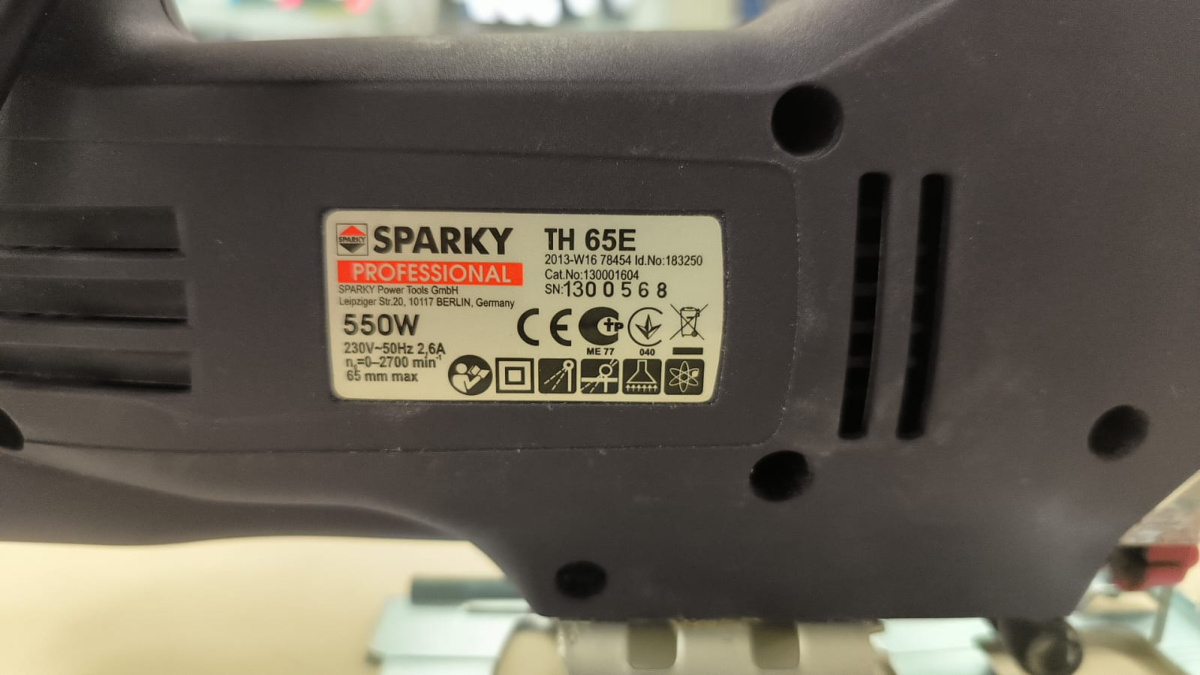 SPARKY
SPARKY
PROFESSIONAL
SPARKY Power Tools GmbH
Leipziger Str.20, 10117 BERLIN, Germany
550W
230V~50Hz 2,6A
n₀=0–2700 min⁻¹
65 mm max
TH 65E
2013-W16 78454 Id.No:183250
Cat.No:130001604
SN:1300568
CE
ME 77
040